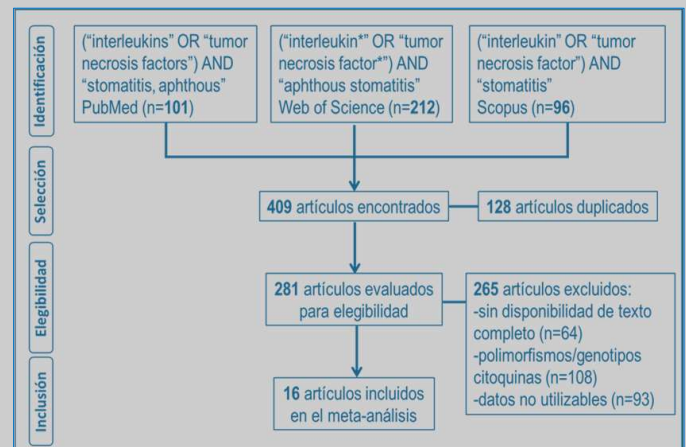 Identificación
("interleukins" OR "tumor
necrosis factors") AND
"stomatitis, aphthous"
PubMed (n=101)
("interleukin*" OR "tumor
necrosis factor*") AND
"aphthous stomatitis"
Web of Science (n=212)
("interleukin" OR "tumor
necrosis factor") AND
"stomatitis"
Scopus (n=96)
Selección
409 artículos encontrados
128 artículos duplicados
Elegibilidad
281 artículos evaluados
para elegibilidad
265 artículos excluidos:
-sin disponibilidad de texto
completo (n=64)
-polimorfismos/genotipos
citoquinas (n=108)
-datos no utilizables (n=93)
Inclusión
16 artículos incluidos
en el meta-análisis